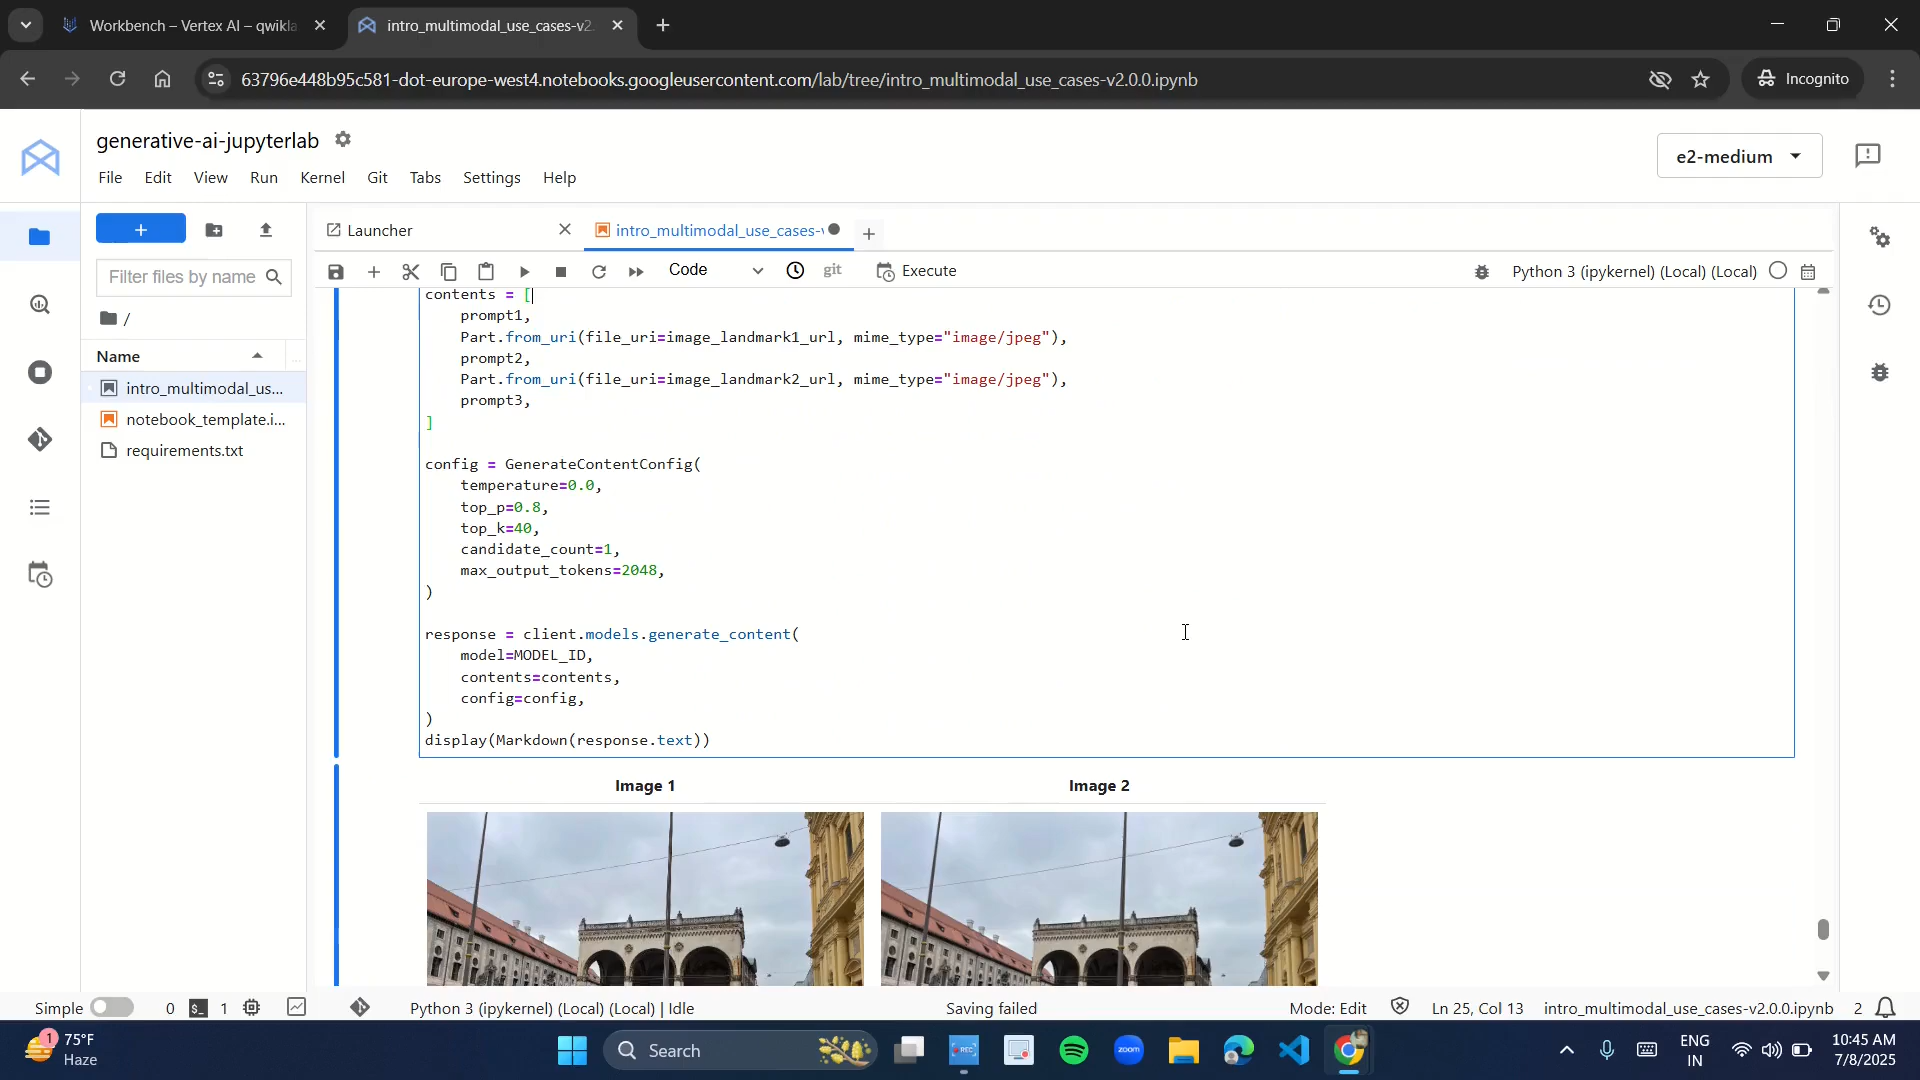 Workbench – Vertex AI – qwikla
intro_multimodal_use_cases-v2.
63796e448b95c581-dot-europe-west4.notebooks.googleusercontent.com/lab/tree/intro_multimodal_use_cases-v2.0.0.ipynb
Incognito
generative-ai-jupyterlab
e2-medium
File Edit View Run Kernel Git Tabs Settings Help
Launcher
intro_multimodal_use_cases-
Filter files by name
Code
git
Execute
Python 3 (ipykernel) (Local) (Local)
/
Name
intro_multimodal_us...
notebook_template.i...
requirements.txt
contents = [
prompt1,
Part.from_uri(file_uri=image_landmark1_url, mime_type="image/jpeg"),
prompt2,
Part.from_uri(file_uri=image_landmark2_url, mime_type="image/jpeg"),
prompt3,
]
config = GenerateContentConfig(
temperature=0.0,
top_p=0.8,
top_k=40,
candidate_count=1,
max_output_tokens=2048,
)
response = client.models.generate_content(
model=MODEL_ID,
contents=contents,
config=config,
)
display(Markdown(response.text))
Image 1 Image 2
Simple 0 1 Python 3 (ipykernel) (Local) (Local) | Idle Saving failed Mode: Edit Ln 25, Col 13 intro_multimodal_use_cases-v2.0.0.ipynb 2
1
75°F
Haze
Search
REC
zoom
ENG
IN
10:45 AM
7/8/2025